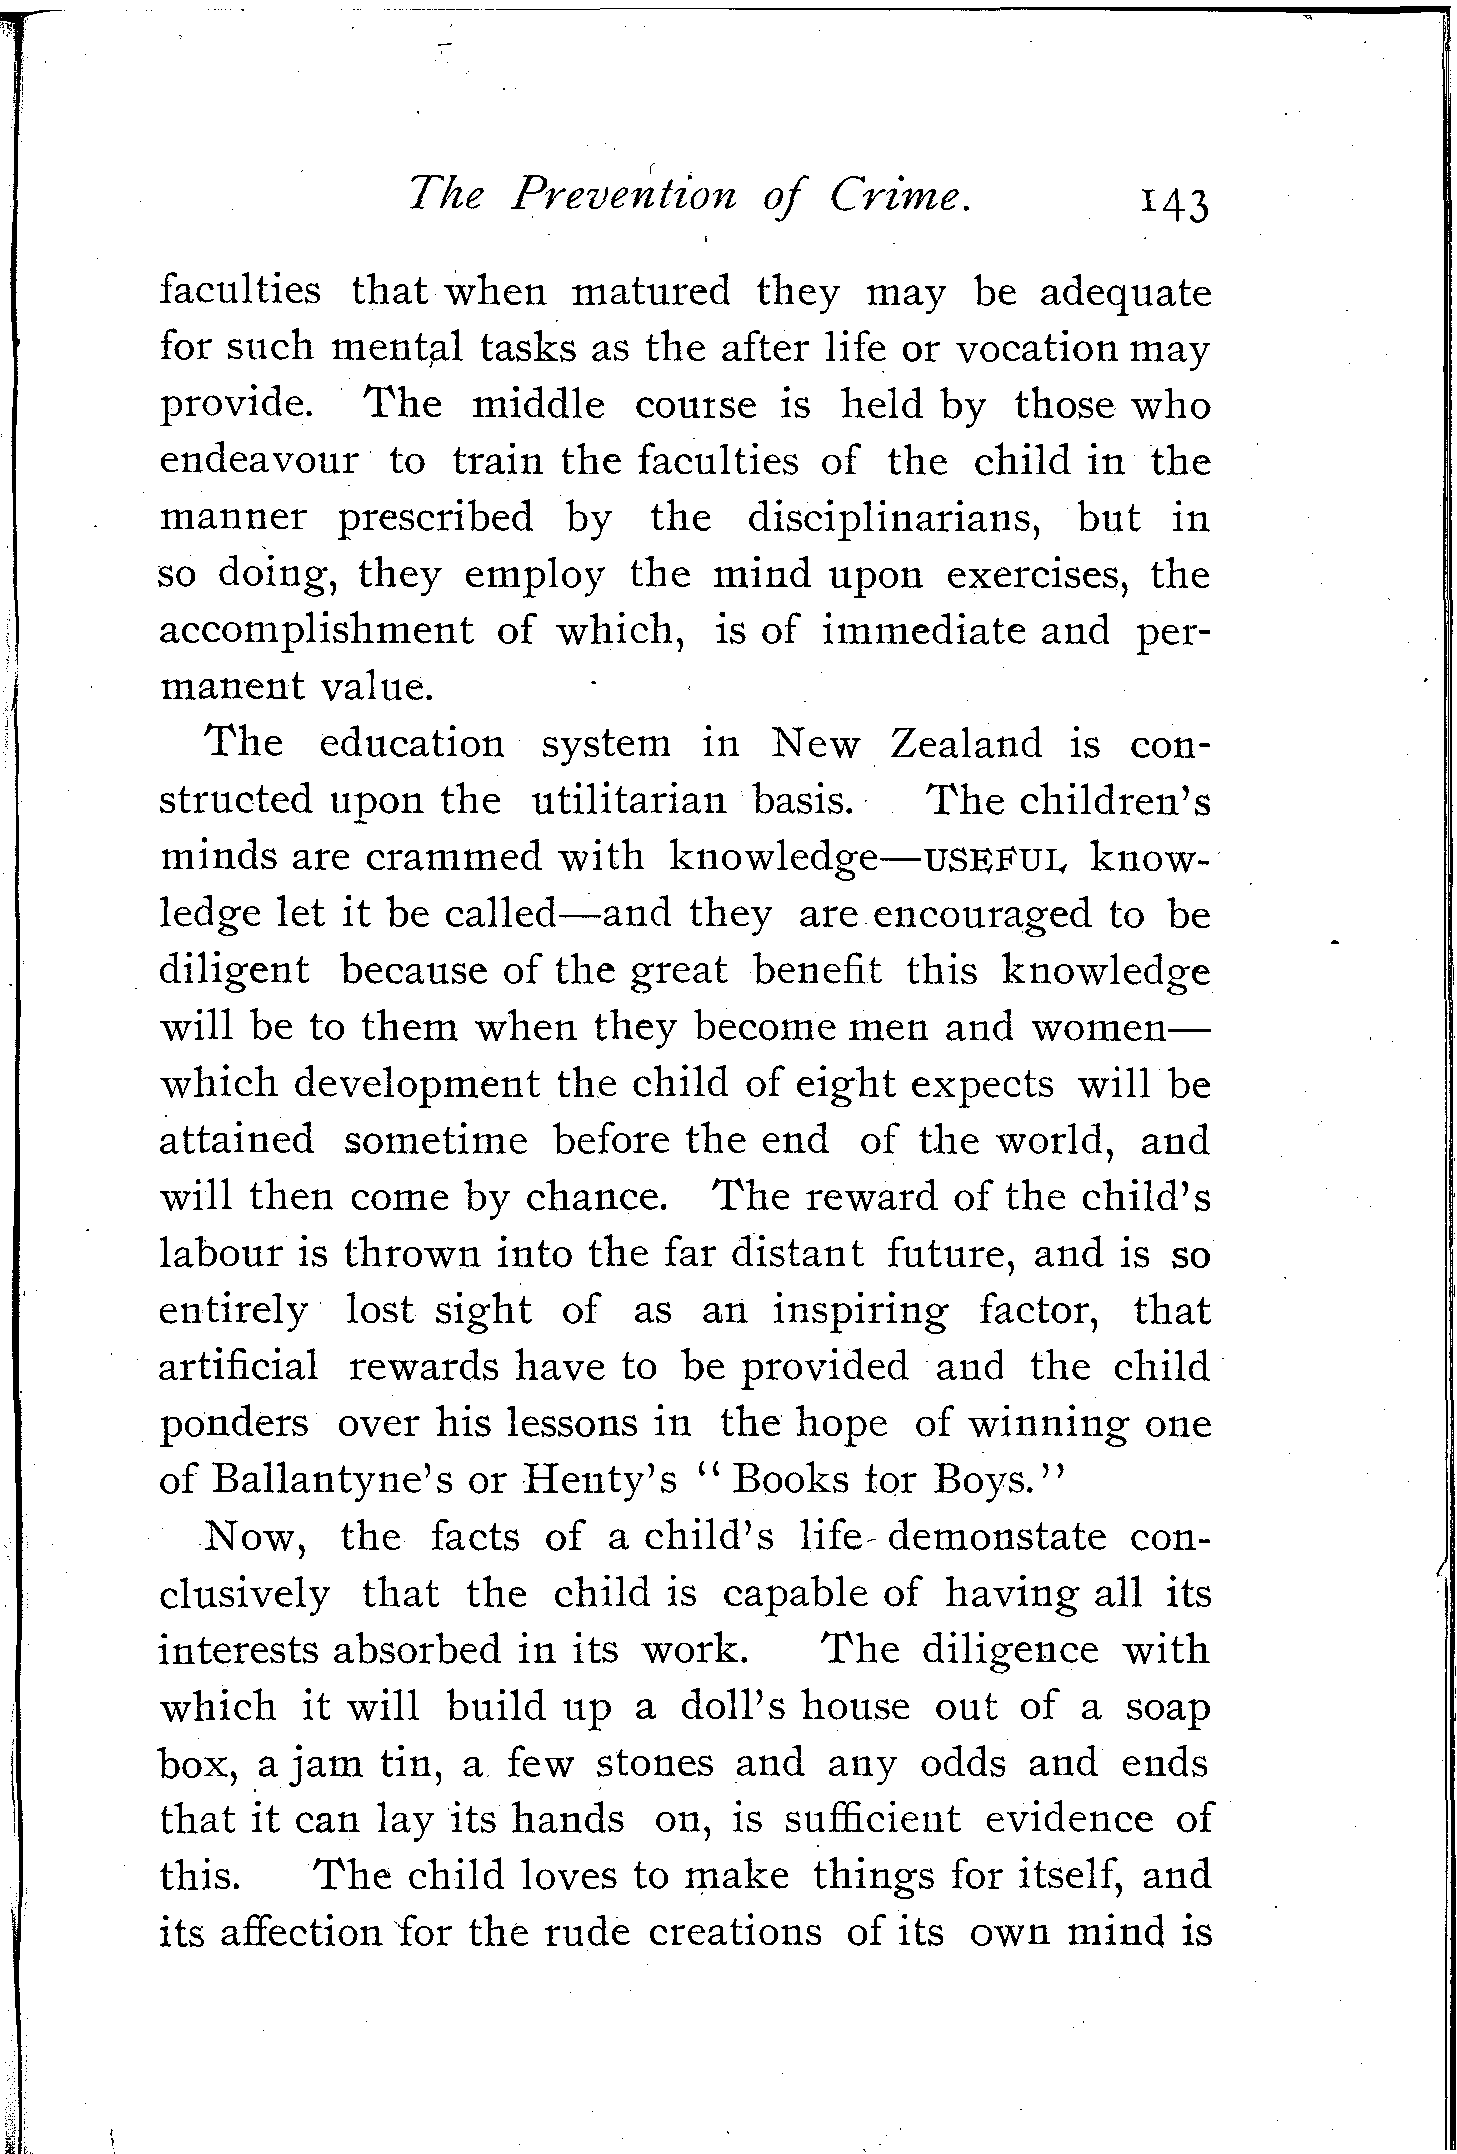 The Prevention of Crime. 143
faculties that when matured they may be adequate
for such mental tasks as the after life or vocation may
provide. The middle course is held by those who
endeavour to train the faculties of the child in the
manner prescribed by the disciplinarians, but in
so doing, they employ the mind upon exercises, the
accomplishment of which, is of immediate and per-
manent value.
The education system in New Zealand is con-
structed upon the utilitarian basis. The children's
minds are crammed with knowledge—USEFUL know-
ledge let it be called—and they are encouraged to be
diligent because of the great benefit this knowledge
will be to them when they become men and women—
which development the child of eight expects will be
attained sometime before the end of the world, and
will then come by chance. The reward of the child's
labour is thrown into the far distant future, and is so
entirely lost sight of as an inspiring factor, that
artificial rewards have to be provided and the child
ponders over his lessons in the hope of winning one
of Ballantyne's or Henty's "Books for Boys."
Now, the facts of a child's life demonstate con-
clusively that the child is capable of having all its
interests absorbed in its work. The diligence with
which it will build up a doll's house out of a soap
box, a jam tin, a few stones and any odds and ends
that it can lay its hands on, is sufficient evidence of
this. The child loves to make things for itself, and
its affection for the rude creations of its own mind is